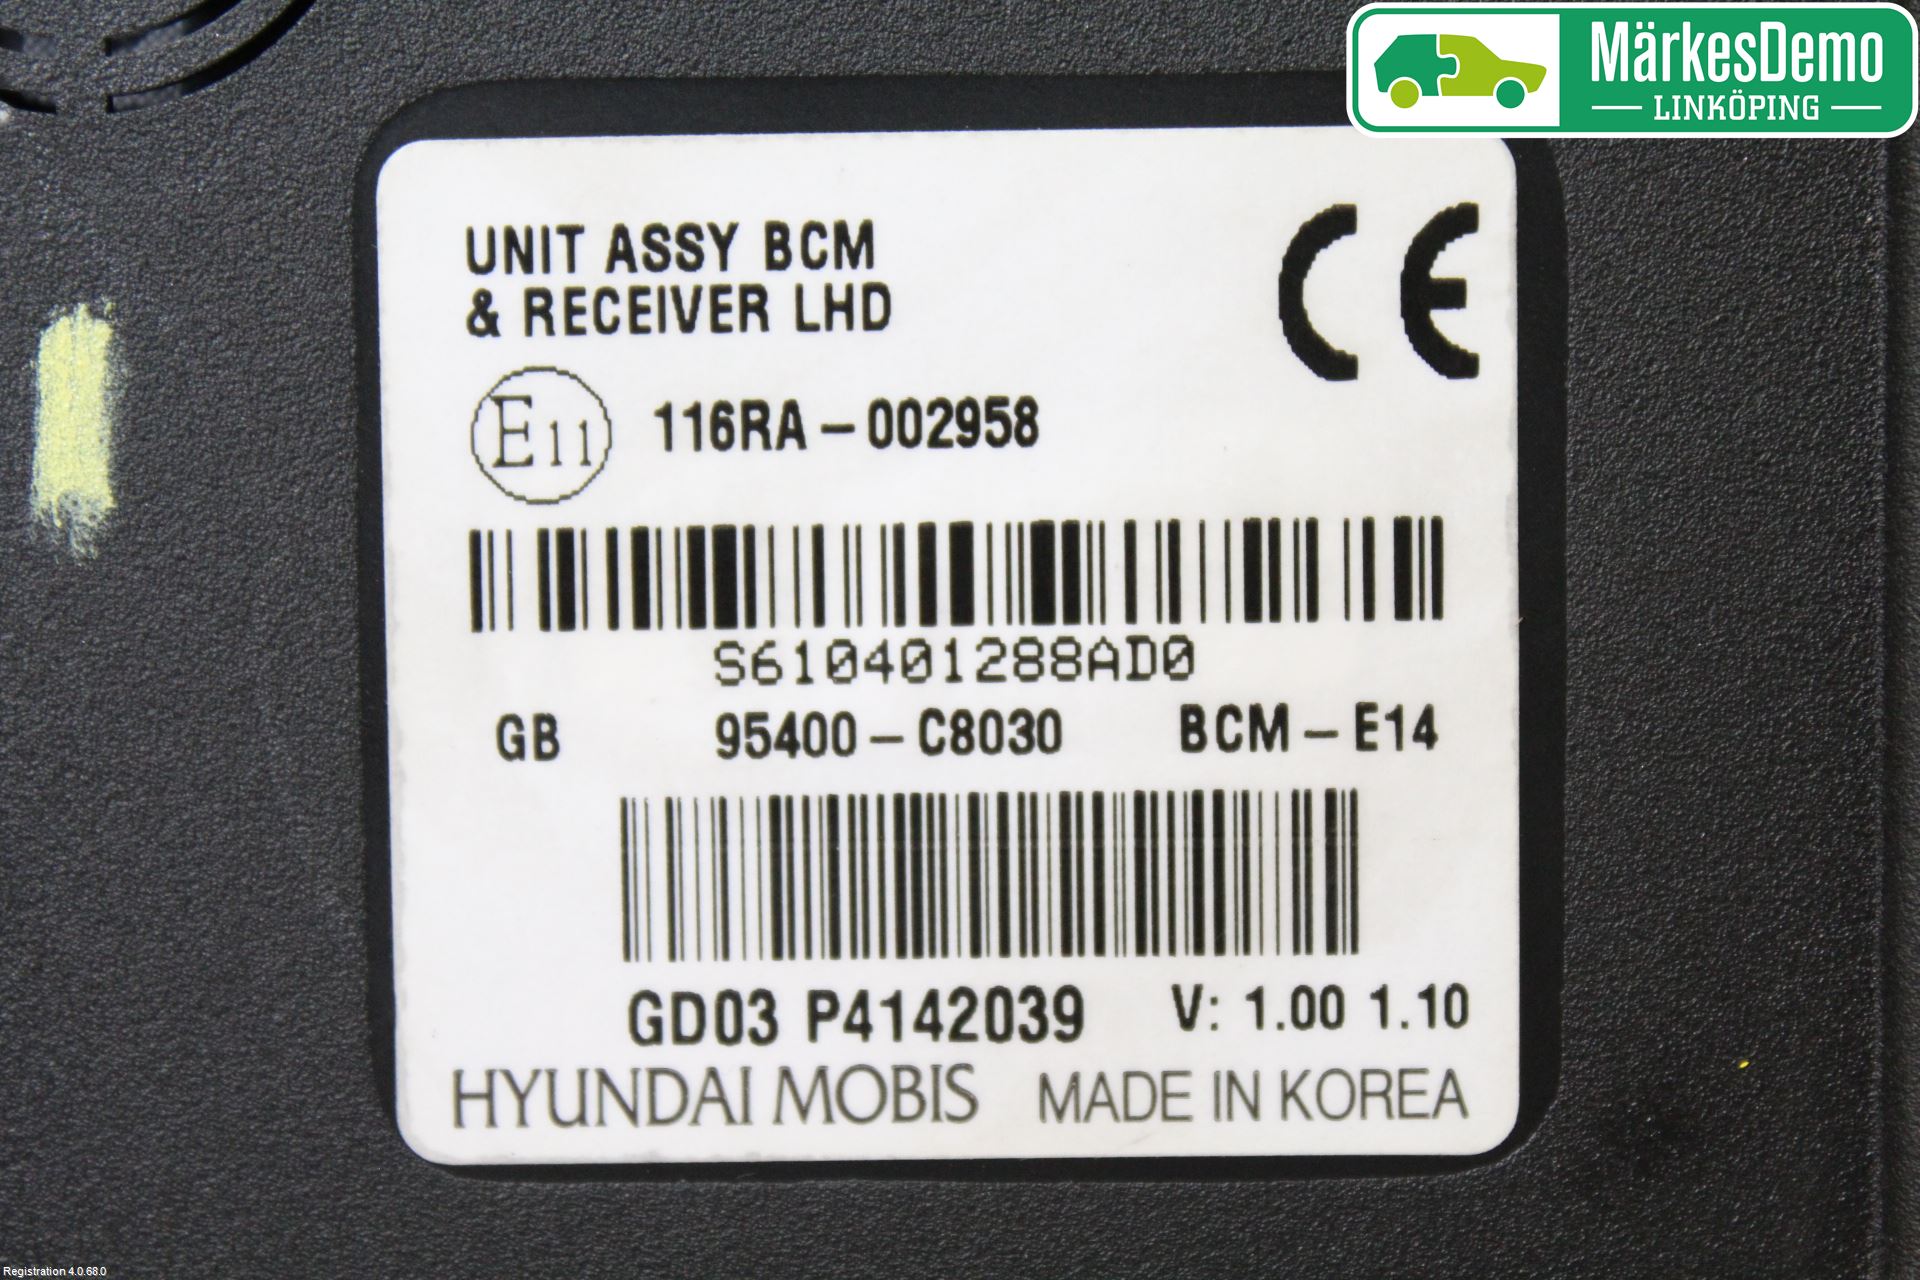 MärkesDemo
LINKÖPING
UNIT ASSY BCM
& RECEIVER LHD
CE
E11 116RA-002958
S610401288AD0
GB 95400-C8030 BCM-E14
GD03 P4142039 V: 1.00 1.10
HYUNDAI MOBIS MADE IN KOREA
Registration 4.0.68.0